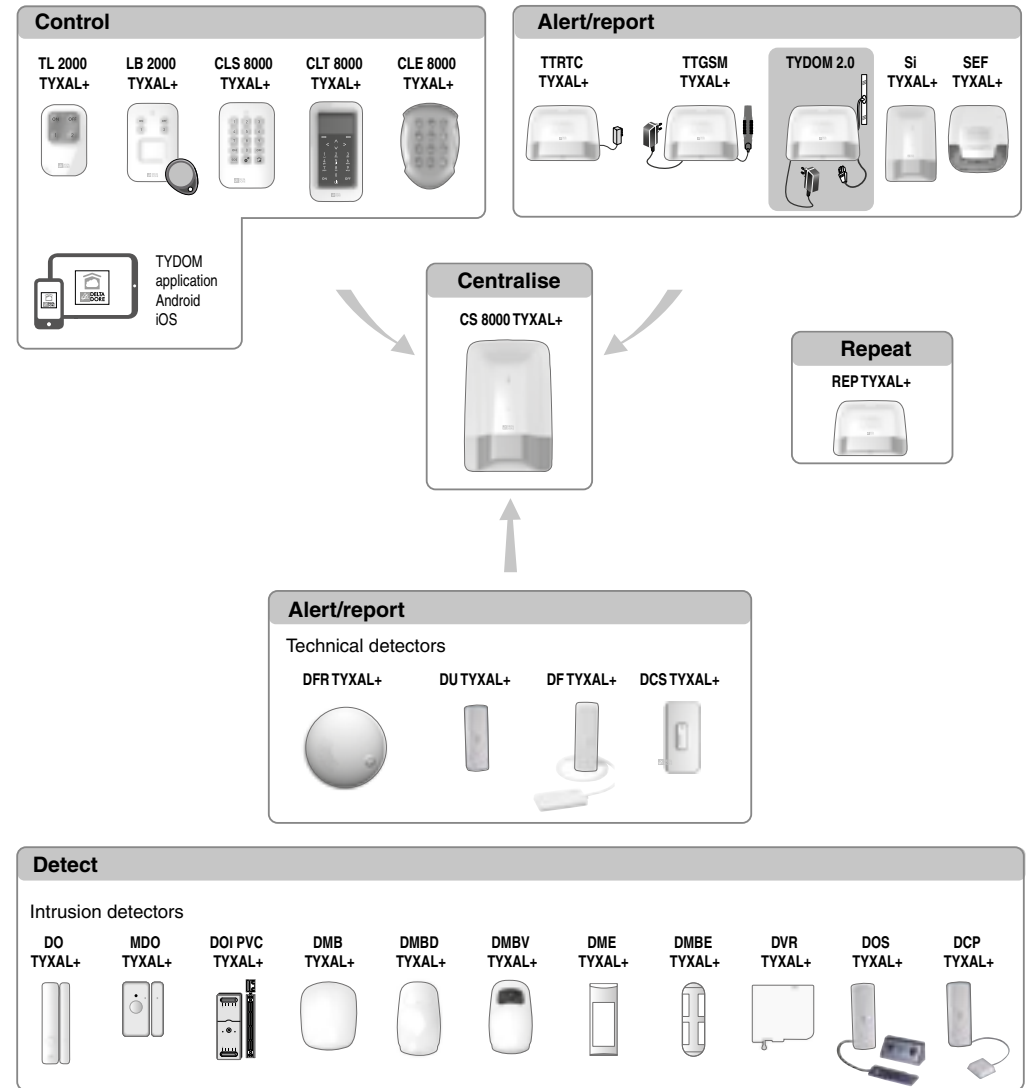 Control
TL 2000
TYXAL+
LB 2000
TYXAL+
CLS 8000
TYXAL+
CLT 8000
TYXAL+
CLE 8000
TYXAL+
TYDOM
application
Android
iOS
DELTA
DORE
Alert/report
TTRTC
TYXAL+
TTGSM
TYXAL+
TYDOM 2.0
Si
TYXAL+
SEF
TYXAL+
Centralise
CS 8000 TYXAL+
Repeat
REP TYXAL+
Alert/report
Technical detectors
DFR TYXAL+
DU TYXAL+
DF TYXAL+
DCS TYXAL+
Detect
Intrusion detectors
DO
TYXAL+
MDO
TYXAL+
DOI PVC
TYXAL+
DMB
TYXAL+
DMBD
TYXAL+
DMBV
TYXAL+
DME
TYXAL+
DMBE
TYXAL+
DVR
TYXAL+
DOS
TYXAL+
DCP
TYXAL+